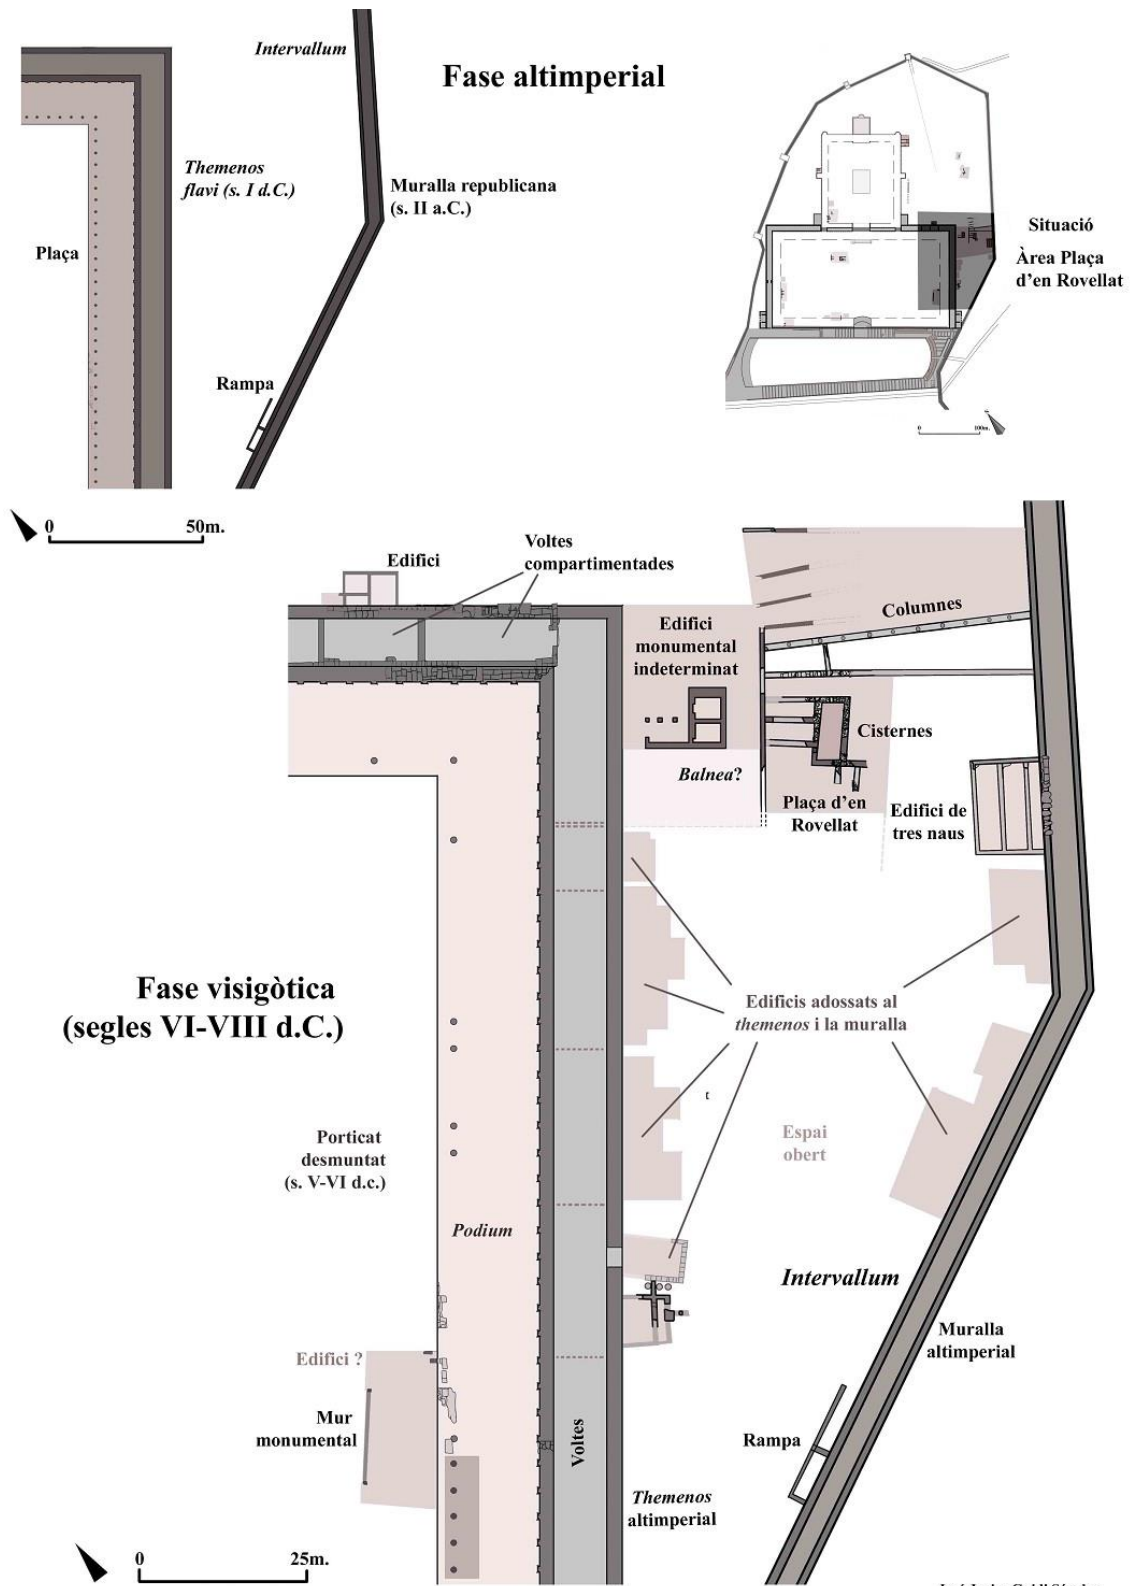 Intervallum
Fase altimperial
Themenos
flavi (s. I d.C.)
Muralla republicana
(s. II a.C.)
Plaça
Situació
Àrea Plaça
d'en Rovellat
Rampa
0
100m.
0
50m.
Edifici
Voltes
compartimentades
Columnes
Edifici
monumental
indeterminat
Cisternes
Balnea?
Plaça d’en
Rovellat
Edifici de
tres naus
Fase visigòtica
(segles VI-VIII d.C.)
Edificis adossats al
themenos i la muralla
Espai
obert
Porticat
desmuntat
(s. V-VI d.c.)
Podium
Intervallum
Muralla
altimperial
Edifici ?
Mur
monumental
Voltes
Rampa
Themenos
altimperial
0
25m.